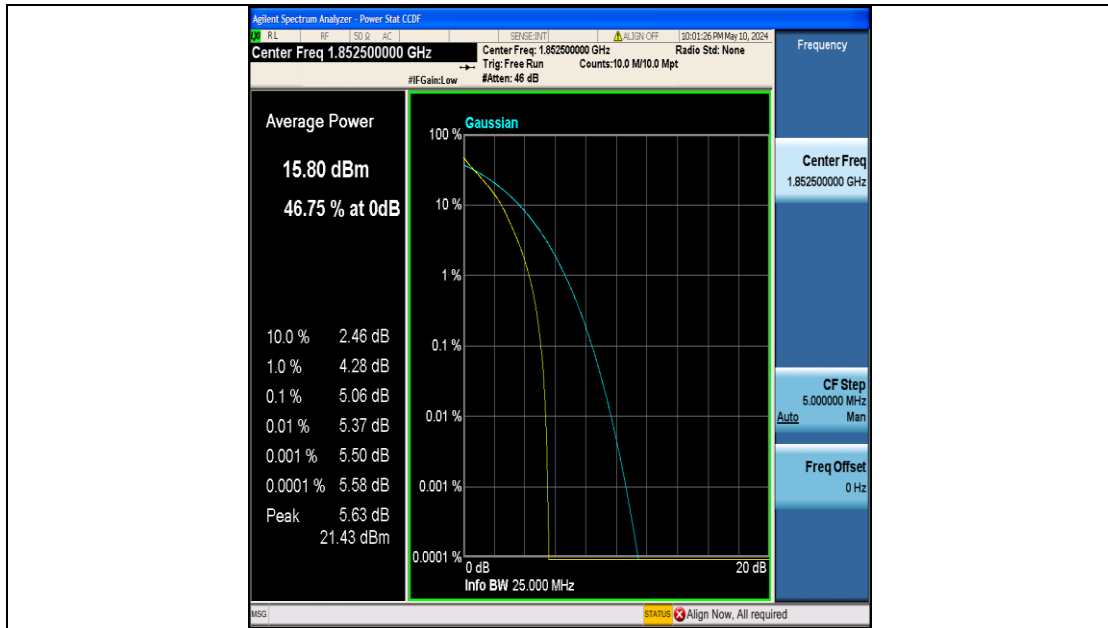 Agilent Spectrum Analyzer - Power Stat CCDF
RL RF 50 Ω AC SENSE:INT ALIGN OFF 10:01:26 PM May 10, 2024
Center Freq 1.852500000 GHz
Center Freq: 1.852500000 GHz Radio Std: None
Trig: Free Run Counts:10.0 M/10.0 Mpt
#IFGain:Low #Atten: 46 dB
Frequency
Average Power
15.80 dBm
46.75 % at 0dB
10.0 % 2.46 dB
1.0 % 4.28 dB
0.1 % 5.06 dB
0.01 % 5.37 dB
0.001 % 5.50 dB
0.0001 % 5.58 dB
Peak 5.63 dB
21.43 dBm
Gaussian
100 %
10 %
1 %
0.1 %
0.01 %
0.001 %
0.0001 %
0 dB 20 dB
Info BW 25.000 MHz
Center Freq
1.852500000 GHz
CF Step
5.000000 MHz
Auto Man
Freq Offset
0 Hz
MSG STATUS Align Now, All required